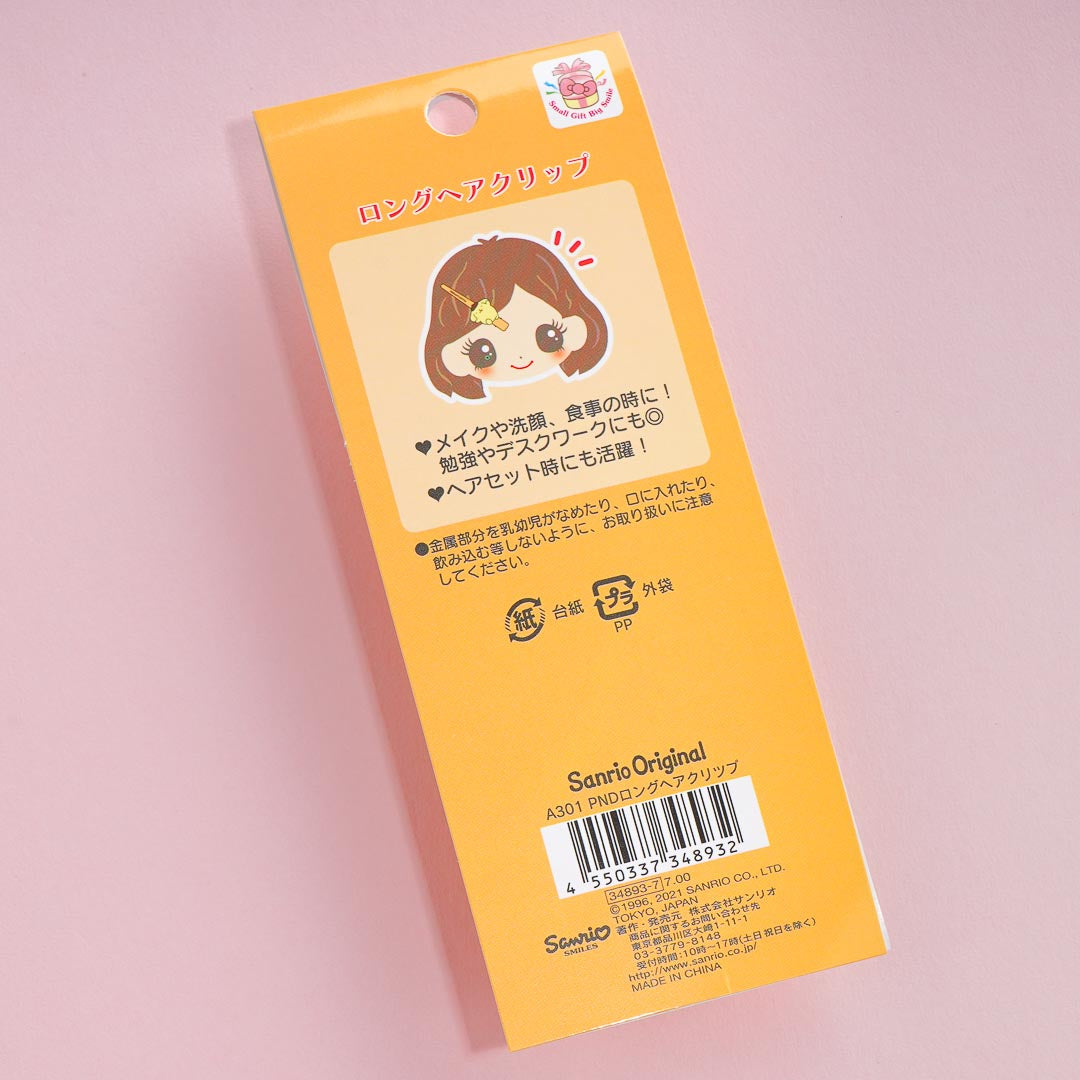 Small Gift Big Smile
ロングヘアクリップ
♥メイクや洗顔、食事の時に！
勉強やデスクワークにも◎
♥ヘアセット時にも活躍！
●金属部分を乳幼児がなめたり、口に入れたり、
飲み込む等しないように、お取り扱いに注意
してください。
紙 台紙 プラ 外袋
PP
Sanrio Original
A301 PNDロングヘアクリップ
4 550337 348932
34893-7 7.00
©1996, 2021 SANRIO CO., LTD.
TOKYO, JAPAN
著作・発売元 株式会社サンリオ
商品に関するお問い合わせ先
東京都品川区大崎1-11-1
03-3779-8148
受付時間:10時〜17時(土日祝日を除く)
http://www.sanrio.co.jp/
MADE IN CHINA
Sanrio
SMILES